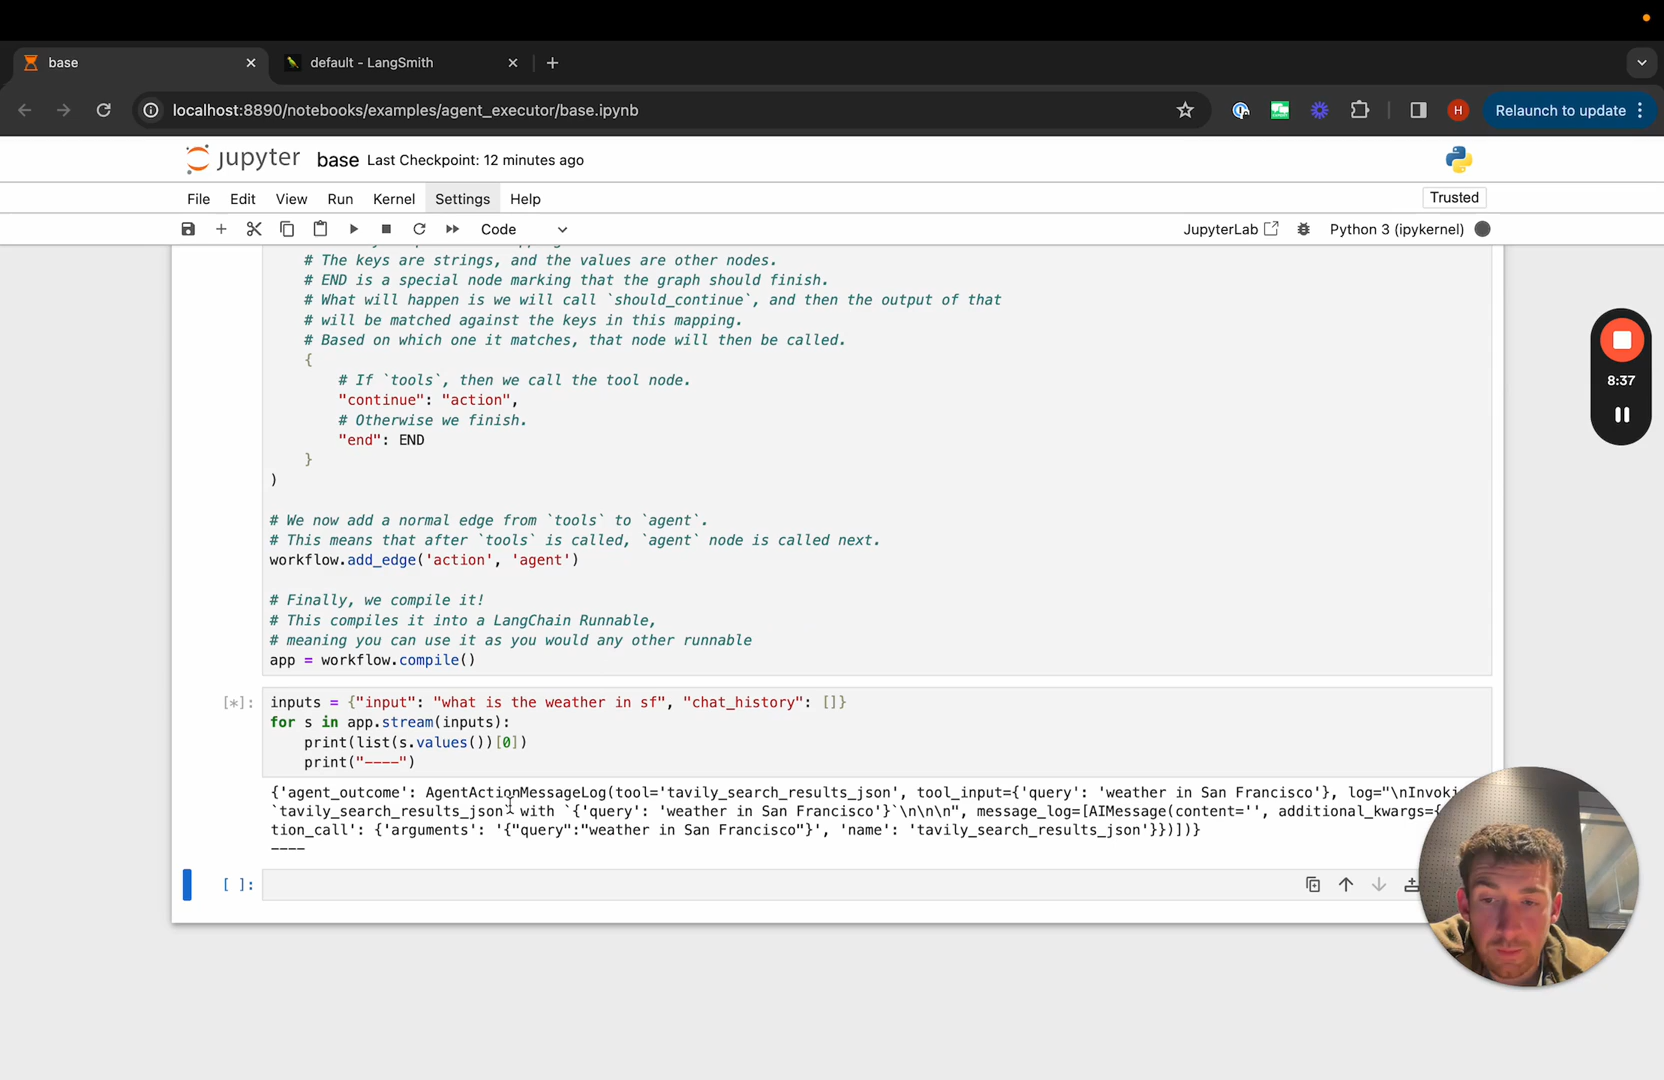 base
default - LangSmith
localhost:8890/notebooks/examples/agent_executor/base.ipynb
H
Relaunch to update
jupyter base Last Checkpoint: 12 minutes ago
File Edit View Run Kernel Settings Help
Trusted
Code
JupyterLab
Python 3 (ipykernel)
# The keys are strings, and the values are other nodes.
# END is a special node marking that the graph should finish.
# What will happen is we will call `should_continue`, and then the output of that
# will be matched against the keys in this mapping.
# Based on which one it matches, that node will then be called.
{
# If `tools`, then we call the tool node.
"continue": "action",
# Otherwise we finish.
"end": END
}
)
8:37
# We now add a normal edge from `tools` to `agent`.
# This means that after `tools` is called, `agent` node is called next.
workflow.add_edge('action', 'agent')
# Finally, we compile it!
# This compiles it into a LangChain Runnable,
# meaning you can use it as you would any other runnable
app = workflow.compile()
[*]: inputs = {"input": "what is the weather in sf", "chat_history": []}
for s in app.stream(inputs):
print(list(s.values())[0])
print("----")
{'agent_outcome': AgentActionMessageLog(tool='tavily_search_results_json', tool_input={'query': 'weather in San Francisco'}, log="\nInvoki
`tavily_search_results_json` with `{'query': 'weather in San Francisco'}`\n\n\n", message_log=[AIMessage(content='', additional_kwargs={
tion_call': {'arguments': '{"query":"weather in San Francisco"}', 'name': 'tavily_search_results_json'}})])}
----
[ ]: